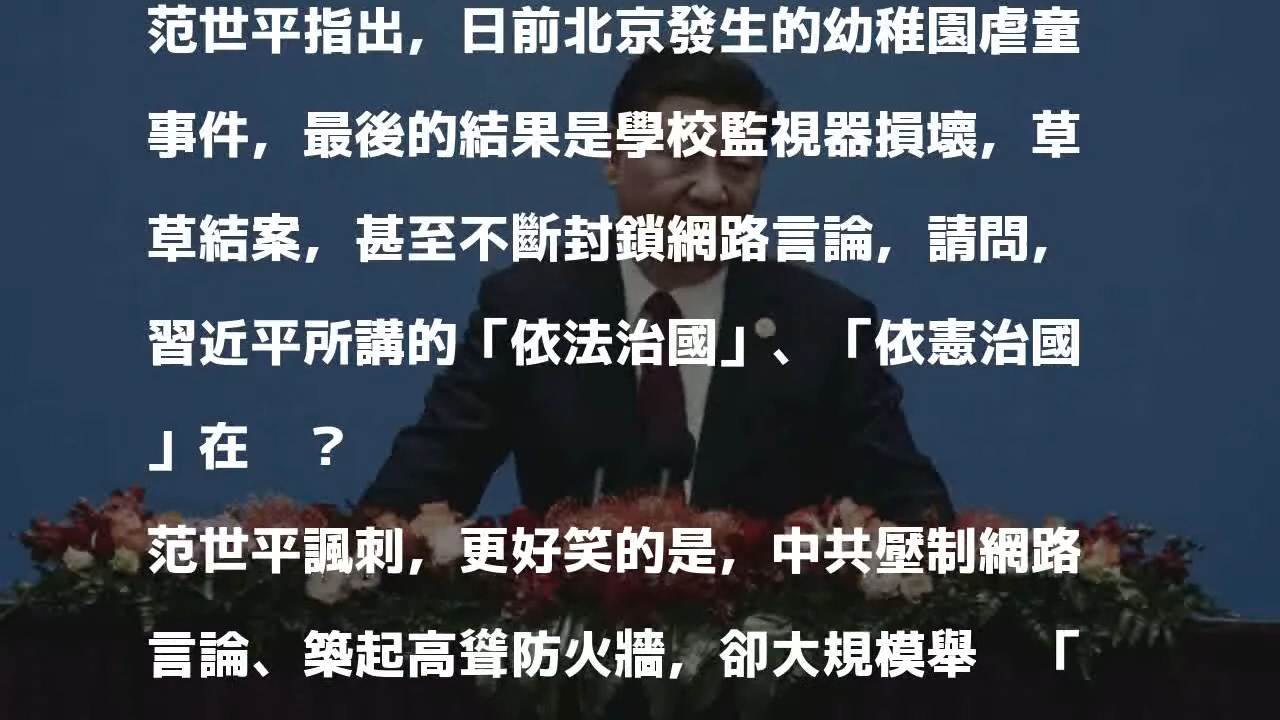 范世平指出，日前北京發生的幼稚園虐童
事件，最後的結果是學校監視器損壞，草
草結案，甚至不斷封鎖網路言論，請問，
習近平所講的「依法治國」、「依憲治國
」在　？
范世平諷刺，更好笑的是，中共壓制網路
言論、築起高聳防火牆，卻大規模舉　「